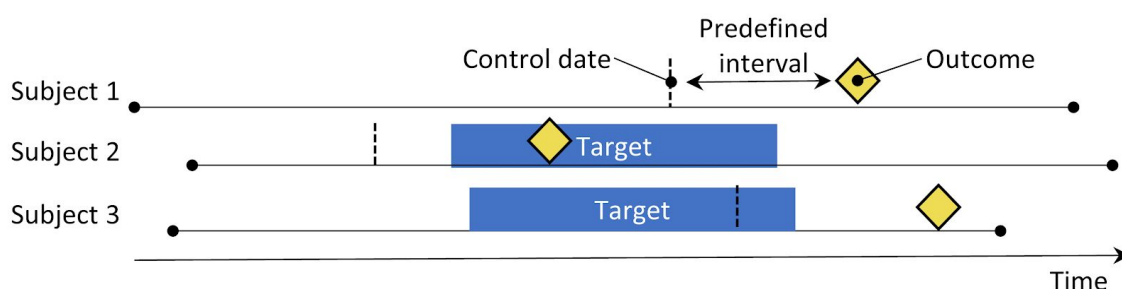 Predefined
Control date
interval
Outcome
Subject 1
Subject 2
Target
Subject 3
Target
Time